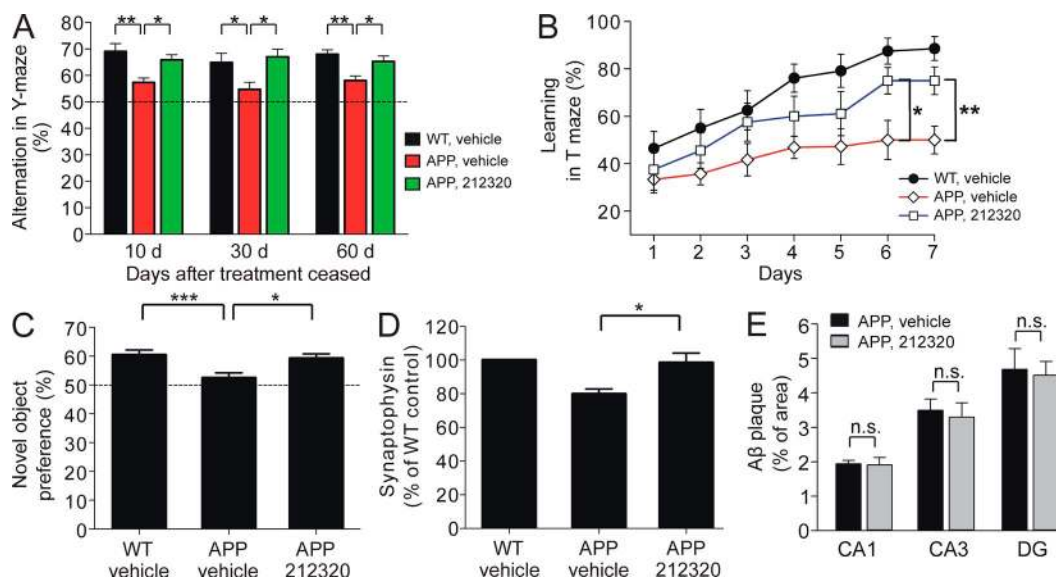 A
** * * * ** *
Alternation in Y-maze
(%)
80
70
60
50
40
30
20
10
0
10 d 30 d 60 d
Days after treatment ceased
WT, vehicle
APP, vehicle
APP, 212320
B
Learning
in T maze (%)
100
80
60
40
20
* **
WT, vehicle
APP, vehicle
APP, 212320
1 2 3 4 5 6 7
Days
C
*** *
Novel object
preference (%)
70
60
50
40
30
20
10
0
WT
vehicle
APP
vehicle
APP
212320
D
*
Synaptophysin
(% of WT control)
120
100
80
60
40
20
0
WT
vehicle
APP
vehicle
APP
212320
E
APP, vehicle
APP, 212320
Aβ plaque
(% of area)
6
5
4
3
2
1
0
n.s. n.s. n.s.
CA1 CA3 DG